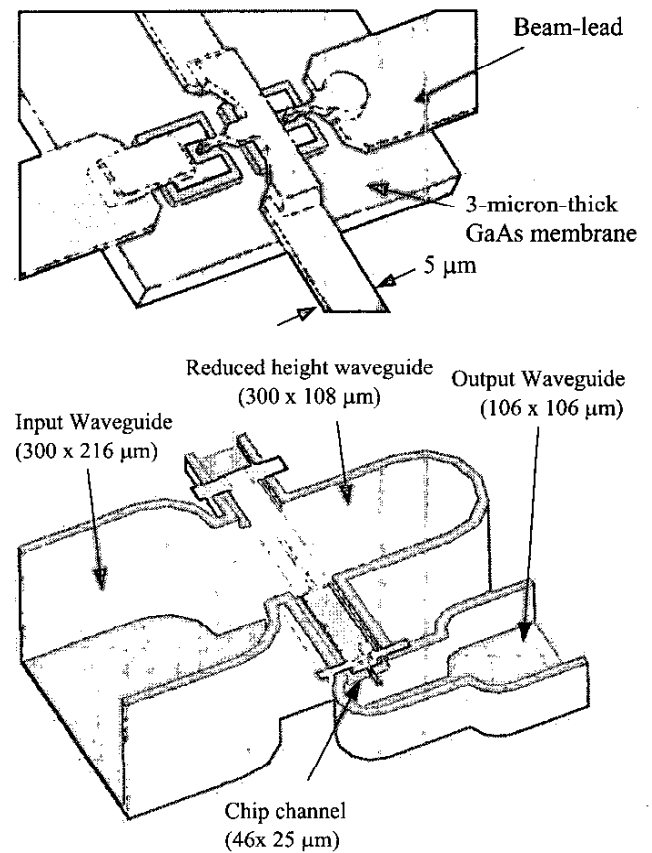 Beam-lead
3-micron-thick
GaAs membrane
5 μm
Reduced height waveguide
(300 x 108 μm)
Output Waveguide
(106 x 106 μm)
Input Waveguide
(300 x 216 μm)
Chip channel
(46x 25 μm)